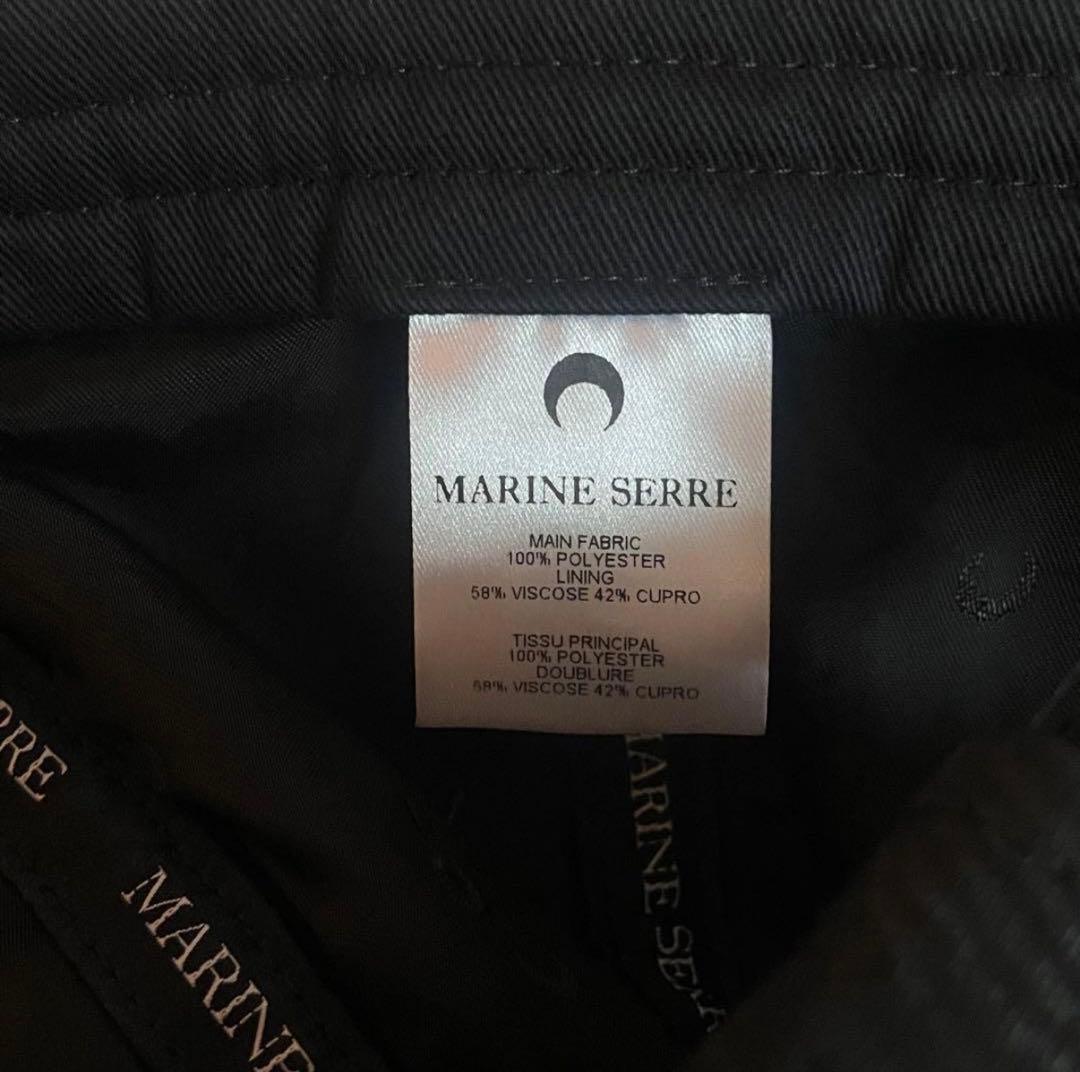 MARINE SERRE
MAIN FABRIC
100% POLYESTER
LINING
58% VISCOSE 42% CUPRO
TISSU PRINCIPAL
100% POLYESTER
DOUBLURE
58% VISCOSE 42% CUPRO
RRE
MARINE
MARINE SERR